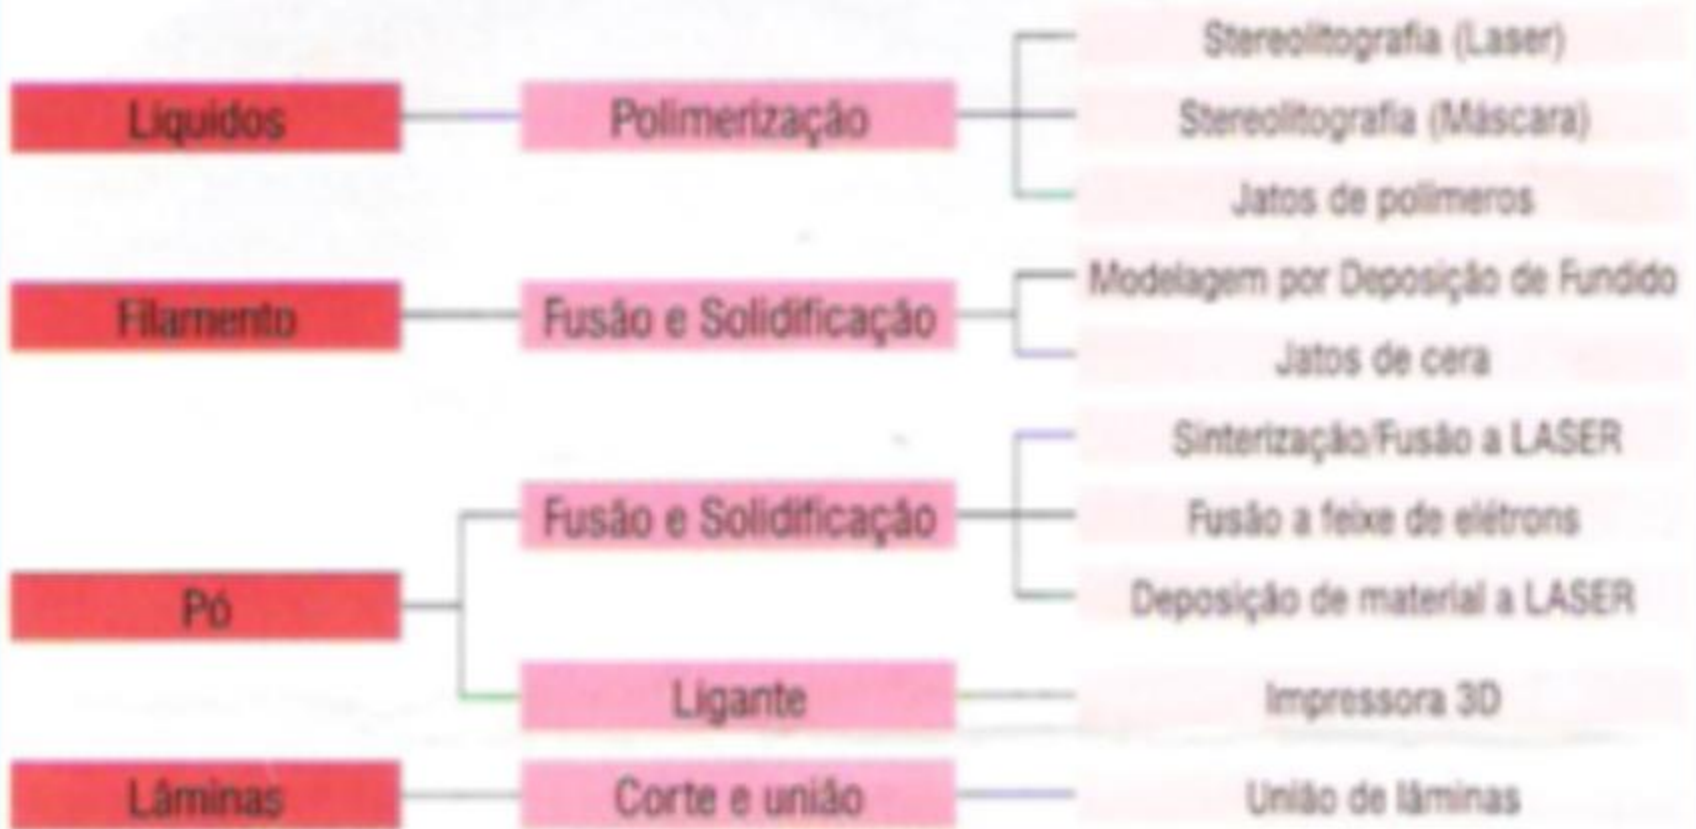 Líquidos
Polimerização
Stereolitografia (Laser)
Stereolitografia (Máscara)
Jatos de polímeros
Filamento
Fusão e Solidificação
Modelagem por Deposição de Fundido
Jatos de cera
Pó
Fusão e Solidificação
Sinterização/Fusão a LASER
Fusão a feixe de elétrons
Deposição de material a LASER
Ligante
Impressora 3D
Lâminas
Corte e união
União de lâminas